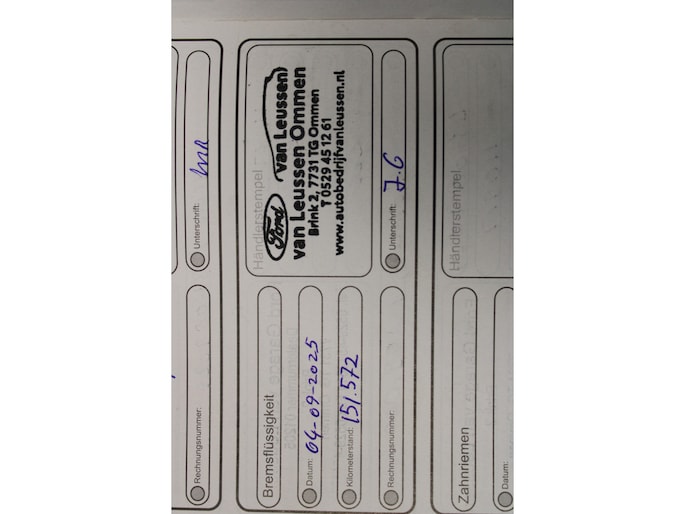 Rechnungsnummer:
Unterschrift:
Bremsflüssigkeit
Datum: 04-09-2025
Kilometerstand: 151.572
Rechnungsnummer:
Händlerstempel
Ford van Leussen
van Leussen Ommen
Brink 2, 7731 TG Ommen
T 0529 45 12 61
www.autobedrijfvanleussen.nl
Unterschrift: J.G
Zahnriemen
Datum:
Händlerstempel